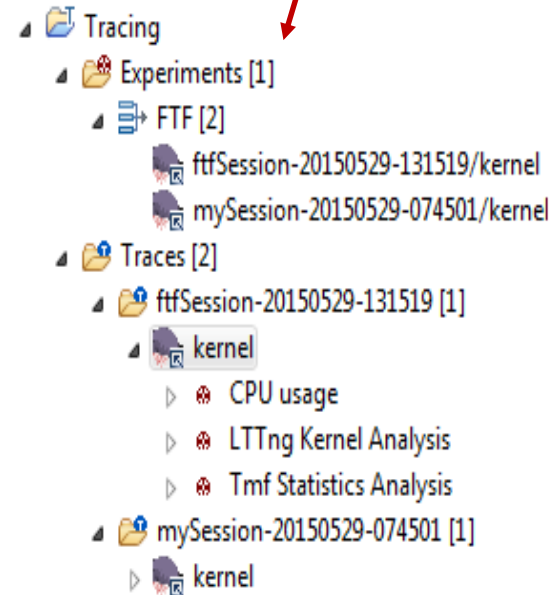 Tracing
Experiments [1]
FTF [2]
ftfSession-20150529-131519/kernel
mySession-20150529-074501/kernel
Traces [2]
ftfSession-20150529-131519 [1]
kernel
CPU usage
LTTng Kernel Analysis
Tmf Statistics Analysis
mySession-20150529-074501 [1]
kernel